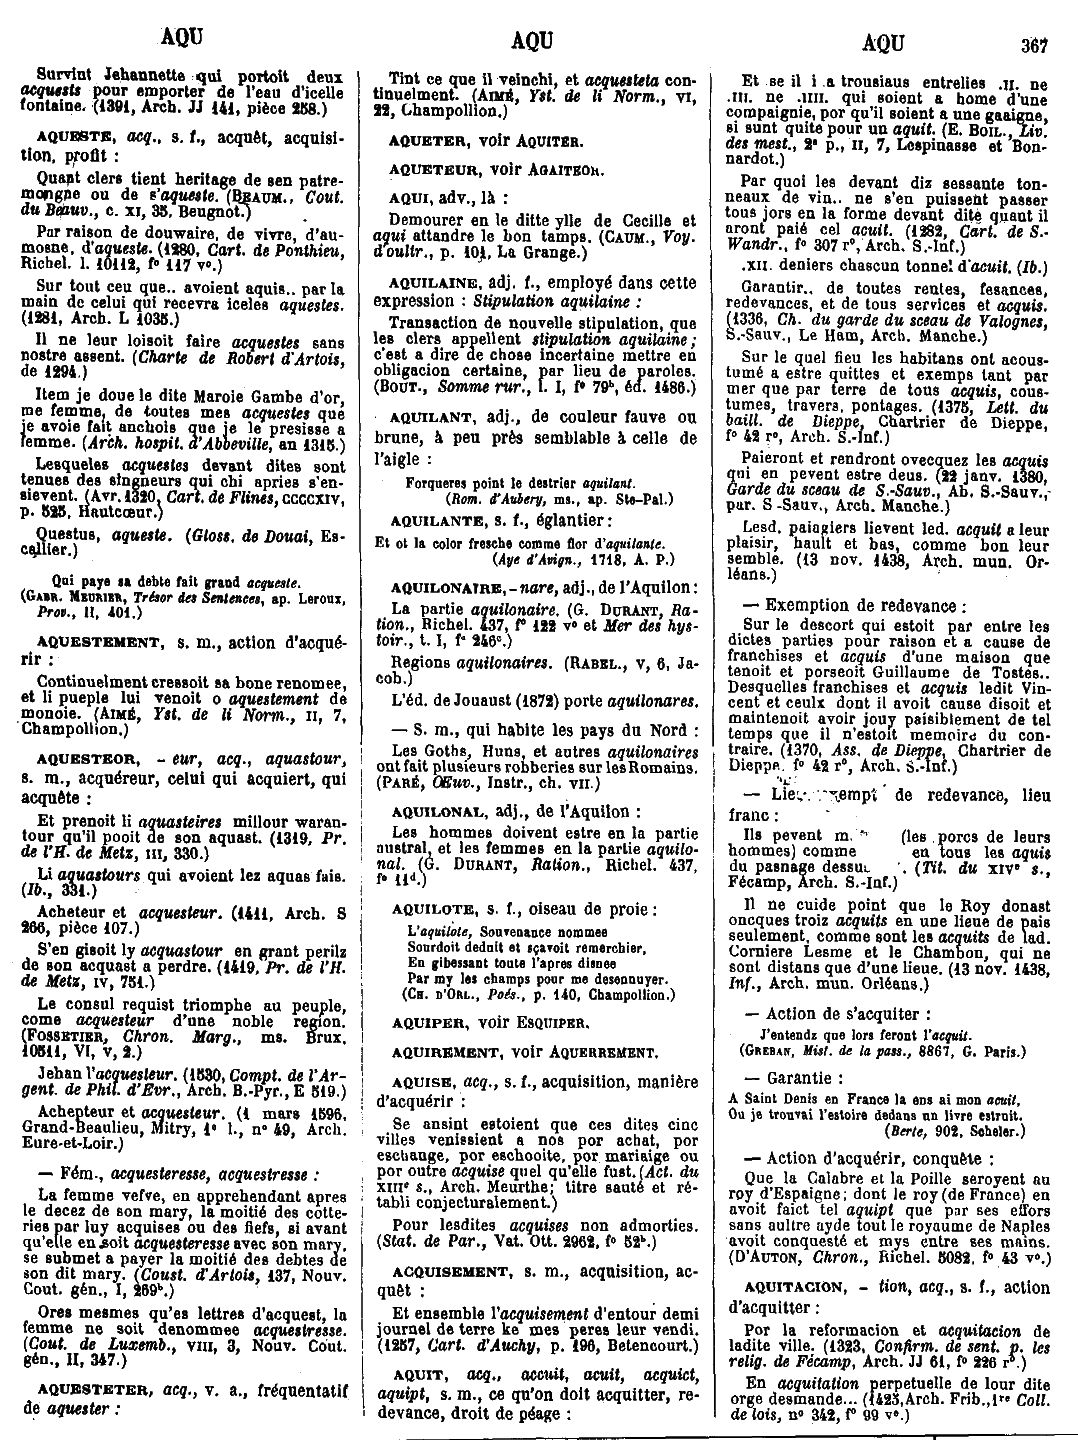 AQU
AQU
AQU
367
Survint Jehannette qui portoit deux
acquests pour emporter de l'eau d'icelle
fontaine. (1391, Arch. JJ 141, pièce 258.)
AQUESTE, acq., s. f., acquêt, acquisi-
tion, profit :
Quant clers tient heritage de sen patre-
mongne ou de s'aqueste. (BEAUM., Cout.
du Beauv., c. XI, 35, Beugnot.)
Par raison de douwaire, de vivre, d'au-
mosne, d'aqueste. (1280, Cart. de Ponthieu,
Richel. l. 10112, f° 117 v°.)
Sur tout ceu que.. avoient aquis.. par la
main de celui qui recevra iceles aquestes.
(1281, Arch. L 1035.)
Il ne leur loisoit faire acquestes sans
nostre assent. (Charte de Robert d'Artois,
de 1294.)
Item je doue le dite Maroie Gambe d'or,
me femme, de toutes mes acquestes que
je avoie fait anchois que je le presisse a
femme. (Arch. hospit. d'Abbeville, an 1315.)
Lesqueles acquestes devant dites sont
tenues des singneurs qui chi apries s'en-
sievent. (Avr. 1320, Cart. de Flines, CCCCXIV,
p. 525, Hautcœur.)
Questus, aqueste. (Gloss. de Douai, Es-
callier.)
Qui paye sa debte fait grand acqueste.
(GABR. MEURIER, Trésor des Sentences, ap. Leroux,
Prov., II, 401.)
AQUESTEMENT, s. m., action d'acqué-
rir :
Continuelment cressoit sa bone renomee,
et li pueple lui venoit o aquestement de
monoie. (AIMÉ, Yst. de li Norm., II, 7,
Champollion.)
AQUESTEOR, - eur, acq., aquastour,
s. m., acquéreur, celui qui acquiert, qui
acquête :
Et prenoit li aquasteires millour waran-
tour qu'il pooit de son aquast. (1319, Pr.
de l'H. de Metz, III, 330.)
Li aquastours qui avoient lez aquas fais.
(Ib., 331.)
Acheteur et acquesteur. (1411, Arch. S
266, pièce 107.)
S'en gisoit ly acquastour en grant perilz
de son acquast a perdre. (1419, Pr. de l'H.
de Metz, IV, 751.)
Le consul requist triomphe au peuple,
come acquesteur d'une noble region.
(FOSSETIER, Chron. Marg., ms. Brux.
10511, VI, V, 2.)
Jehan l'acquesteur. (1530, Compt. de l'Ar-
gent. de Phil. d'Evr., Arch. B.-Pyr., E 519.)
Achepteur et acquesteur. (1 mars 1596,
Grand-Beaulieu, Mitry, 1e l., n° 49, Arch.
Eure-et-Loir.)
— Fém., acquesteresse, acquestresse :
La femme vefve, en apprehendant apres
le decez de son mary, la moitié des cotte-
ries par luy acquises ou des fiefs, si avant
qu'elle en soit acquesteresse avec son mary,
se submet a payer la moitié des debtes de
son dit mary. (Coust. d'Artois, 137, Nouv.
Cout. gén., I, 269b.)
Ores mesmes qu'es lettres d'acquest, la
femme ne soit denommee acquestresse.
(Cout. de Luxemb., VIII, 3, Nouv. Cout.
gén., II, 347.)
AQUESTETER, acq., v. a., fréquentatif
de aquester :
Tint ce que il veinchi, et acquesteta con-
tinuelment. (AIMÉ, Yst. de li Norm., VI,
22, Champollion.)
AQUETER, voir AQUITER.
AQUETEUR, voir AGAITEOR.
AQUI, adv., là :
Demourer en le ditte ylle de Cecille et
aqui attandre le bon tamps. (CAUM., Voy.
d'oultr., p. 101, La Grange.)
AQUILAINE, adj. f., employé dans cette
expression : Stipulation aquilaine :
Transaction de nouvelle stipulation, que
les clers appellent stipulation aquilaine ;
c'est a dire de chose incertaine mettre en
obligacion certaine, par lieu de paroles.
(BOUT., Somme rur., l. I, f° 79b, éd. 1486.)
AQUILANT, adj., de couleur fauve ou
brune, à peu près semblable à celle de
l'aigle :
Forqueres point le destrier aquilant.
(Rom. d'Aubery, ms., ap. Ste-Pal.)
AQUILANTE, s. f., églantier :
Et ot la color fresche comme flor d'aquilante.
(Aye d'Avign., 1718, A. P.)
AQUILONAIRE, - nare, adj., de l'Aquilon :
La partie aquilonaire. (G. DURANT, Ra-
tion., Richel. 437, f° 122 v° et Mer des hys-
toir., t. I, f° 246c.)
Regions aquilonaires. (RABEL., V, 6, Ja-
cob.)
L'éd. de Jouaust (1872) porte aquilonares.
— S. m., qui habite les pays du Nord :
Les Goths, Huns, et autres aquilonaires
ont fait plusieurs robberies sur les Romains.
(PARÉ, Œuv., Instr., ch. VII.)
AQUILONAL, adj., de l'Aquilon :
Les hommes doivent estre en la partie
austral, et les femmes en la partie aquilo-
nal. (G. DURANT, Ration., Richel. 437,
f° 11d.)
AQUILOTE, s. f., oiseau de proie :
L'aquilote, Souvenance nommee
Sourdoit deduit et sçavoit remerchier,
En gibessant toute l'apres disnee
Par my les champs pour me desennuyer.
(CH. D'ORL., Poés., p. 140, Champollion.)
AQUIPER, voir ESQUIPER.
AQUIREMENT, voir AQUERREMENT.
AQUISE, acq., s. f., acquisition, manière
d'acquérir :
Se ansint estoient que ces dites cinc
villes venissient a nos por achat, por
eschange, por eschooite, por mariaige ou
por outre acquise quel qu'elle fust. (Act. du
XIIIe s., Arch. Meurthe; titre sauté et ré-
tabli conjecturalement.)
Pour lesdites acquises non admorties.
(Stat. de Par., Vat. Ott. 2962, f° 52b.)
ACQUISEMENT, s. m., acquisition, ac-
quêt :
Et ensemble l'acquisement d'entour demi
journel de terre ke mes peres leur vendi.
(1257, Cart. d'Auchy, p. 196, Betencourt.)
AQUIT, acq., accuit, acuit, acquict,
aquipt, s. m., ce qu'on doit acquitter, re-
devance, droit de péage :
Et se il i a trousiaus entrelies .II. ne
.III. ne .IIII. qui soient a home d'une
compaignie, por qu'il soient a une gaaigne,
si sunt quite pour un aquit. (E. BOIL., Liv.
des mest., 2e p., II, 7, Lespinasse et Bon-
nardot.)
Par quoi les devant diz sessante ton-
neaux de vin.. ne s'en puissent passer
tous jors en la forme devant dite quant il
aront paié cel acuit. (1282, Cart. de S.-
Wandr., f° 307 r°, Arch. S.-Inf.)
.XII. deniers chascun tonnel d'acuit. (Ib.)
Garantir.. de toutes rentes, fesances,
redevances, et de tous services et acquis.
(1336, Ch. du garde du sceau de Valognes,
S.-Sauv., Le Ham, Arch. Manche.)
Sur le quel fieu les habitans ont acous-
tumé a estre quittes et exemps tant par
mer que par terre de tous acquis, cous-
tumes, travers, pontages. (1375, Lett. du
baill. de Dieppe, Chartrier de Dieppe,
f° 42 r°, Arch. S.-Inf.)
Paieront et rendront ovecquez les acquis
qui en pevent estre deus. (22 janv. 1380,
Garde du sceau de S.-Sauv., Ab. S.-Sauv.,
par. S -Sauv., Arch. Manche.)
Lesd. paiagiers lievent led. acquit a leur
plaisir, hault et bas, comme bon leur
semble. (13 nov. 1438, Arch. mun. Or-
léans.)
— Exemption de redevance :
Sur le descort qui estoit par entre les
dictes parties pour raison et a cause de
franchises et acquis d'une maison que
tenoit et porseoit Guillaume de Tostes..
Desquelles franchises et acquis ledit Vin-
cent et ceulx dont il avoit cause disoit et
maintenoit avoir jouy paisiblement de tel
temps que il n'estoit memoire du con-
traire. (1370, Ass. de Dieppe, Chartrier de
Dieppe, f° 42 r°, Arch. S.-Inf.)
— exempt de redevance, lieu
franc :
Ils pevent m. (les porcs de leurs
hommes) comme en tous les aquis
du pasnage (Tit. du XIVe s.,
Fécamp, Arch. S.-Inf.)
Il ne cuide point que le Roy donast
oncques troiz acquits en une lieue de pais
seulement, comme sont les acquits de lad.
Corniere Lesme et le Chambon, qui ne
sont distans que d'une lieue. (13 nov. 1438,
Inf., Arch. mun. Orléans.)
— Action de s'acquiter :
J'entendz que lors feront l'acquit.
(GREBAN, Mist. de la pass., 8867, G. Paris.)
— Garantie :
A Saint Denis en France la ens ai mon acuit,
Ou je trouvai l'estoire dedans un livre estruit.
(Berte, 902, Scheler.)
— Action d'acquérir, conquête :
Que la Calabre et la Poille seroyent au
roy d'Espaigne; dont le roy (de France) en
avoit faict tel aquipt que par ses effors
sans aultre ayde tout le royaume de Naples
avoit conquesté et mys entre ses mains.
(D'AUTON, Chron., Richel. 5082, f° 43 v°.)
AQUITACION, - tion, acq., s. f., action
d'acquitter :
Por la reformacion et acquitacion de
ladite ville. (1323, Confirm. de sent. p. les
relig. de Fécamp, Arch. JJ 61, f° 226 r°.)
En acquitation perpetuelle de lour dite
orge desmande... (1425, Arch. Frib., 1re Coll.
de lois, n° 342, f° 99 v°.)